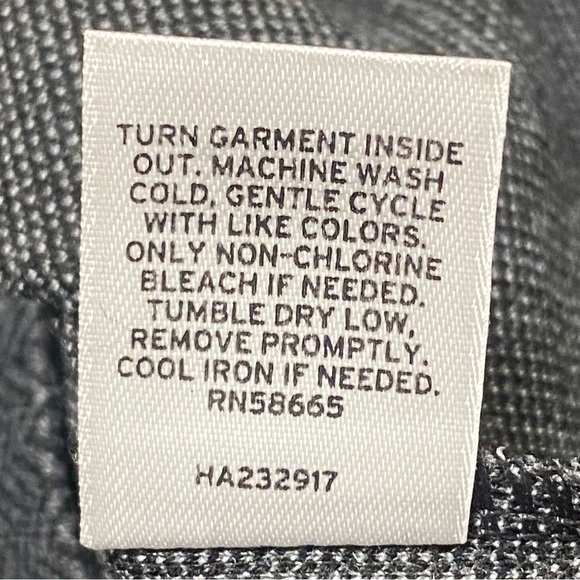 TURN GARMENT INSIDE
OUT. MACHINE WASH
COLD, GENTLE CYCLE
WITH LIKE COLORS.
ONLY NON-CHLORINE
BLEACH IF NEEDED.
TUMBLE DRY LOW,
REMOVE PROMPTLY.
COOL IRON IF NEEDED.
RN58665
HA232917